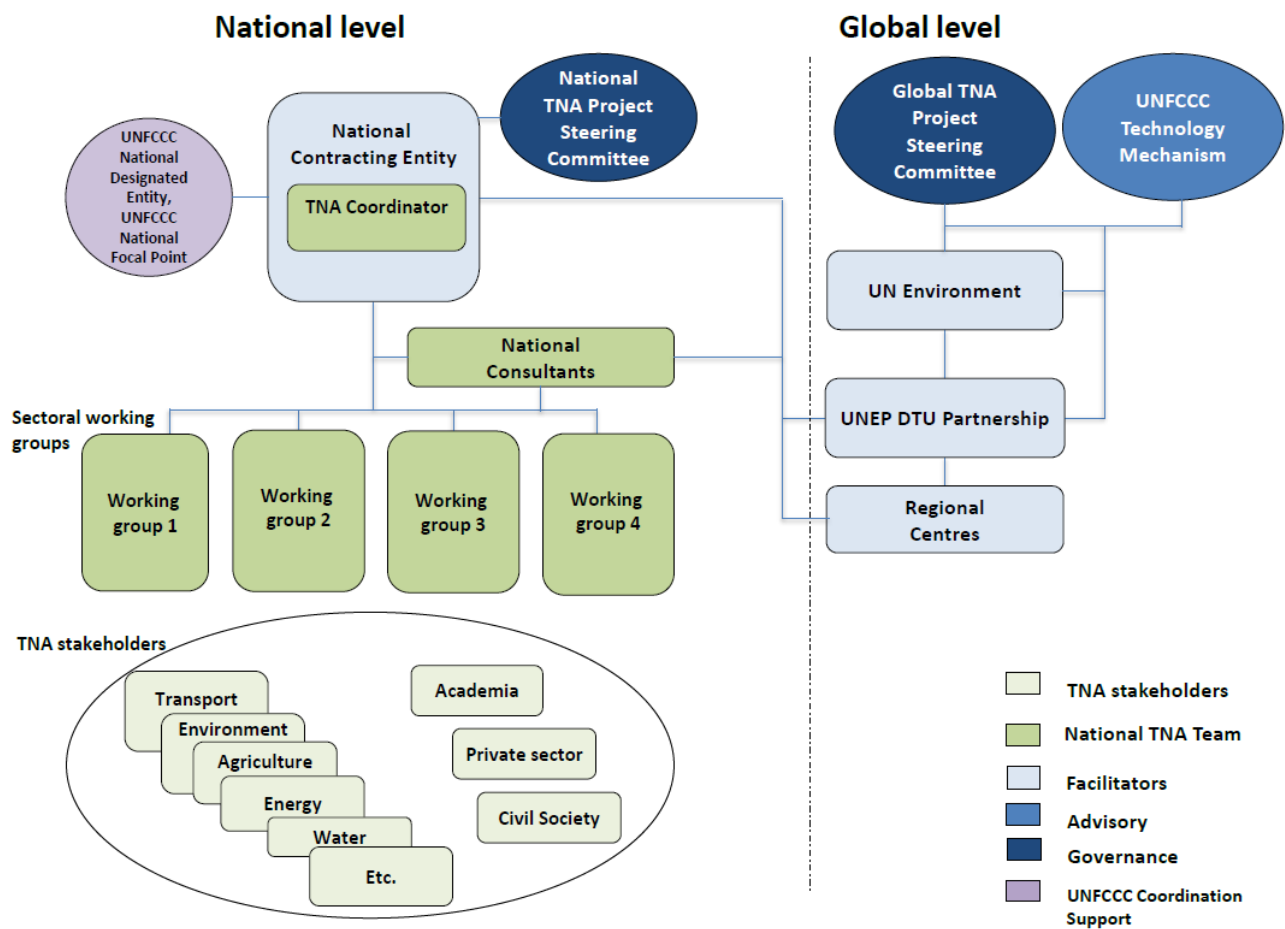 National level
Global level
UNFCCC
National
Designated
Entity,
UNFCCC
National
Focal Point
National
Contracting Entity
TNA Coordinator
National
TNA Project
Steering
Committee
Global TNA
Project
Steering
Committee
UNFCCC
Technology
Mechanism
UN Environment
National
Consultants
UNEP DTU Partnership
Regional
Centres
Sectoral working
groups
Working
group 1
Working
group 2
Working
group 3
Working
group 4
TNA stakeholders
Transport
Environment
Agriculture
Energy
Water
Etc.
Academia
Private sector
Civil Society
TNA stakeholders
National TNA Team
Facilitators
Advisory
Governance
UNFCCC Coordination
Support